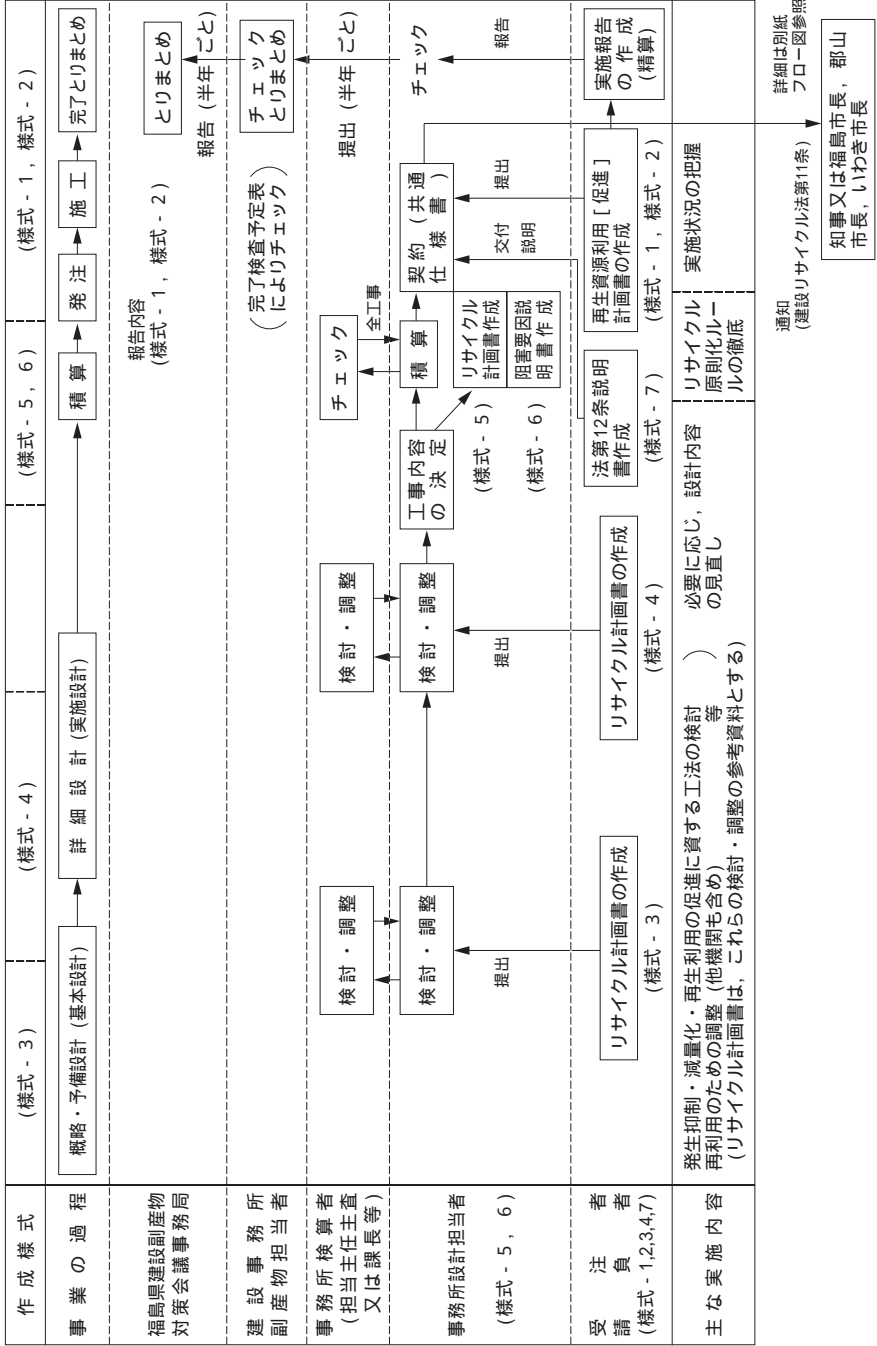 作成様式
(様式-3)
(様式-4)
(様式-5, 6)
(様式-1, 様式-2)
事業の過程
概略・予備設計(基本設計)
詳細設計(実施設計)
積算
発注
施工
完了とりまとめ
福島県建設副産物
対策会議事務局
報告内容
(様式-1, 様式-2)
とりまとめ
報告(半年ごと)
建設事務所
副産物担当者
(完了検査予定表
によりチェック)
チェック
とりまとめ
提出(半年ごと)
事務所検算者
(担当主任主査
又は課長等)
検討・調整
検討・調整
チェック
全工事
事務所設計担当者
(様式-5, 6)
検討・調整
検討・調整
工事内容
の決定
積算
契約(共通
仕様書)
チェック
リサイクル
計画書作成
阻害要因説
明書作成
(様式-5)
(様式-6)
提出
提出
交付
説明
提出
報告
受注者
請負者
(様式-1,2,3,4,7)
リサイクル計画書の作成
(様式-3)
リサイクル計画書の作成
(様式-4)
法第12条説明
書作成
(様式-7)
再生資源利用[促進]
計画書の作成
(様式-1, 様式-2)
実施報告
の作成
(精算)
主な実施内容
発生抑制・減量化・再生利用の促進に資する工法の検討
再利用のための調整(他機関も含め) 等)
(リサイクル計画書は,これらの検討・調整の参考資料とする)
必要に応じ,設計内容
の見直し
リサイクル
原則化ルー
ルの徹底
実施状況の把握
通知
(建設リサイクル法第11条)
詳細は別紙
フロー図参照
知事又は福島市長,郡山
市長,いわき市長